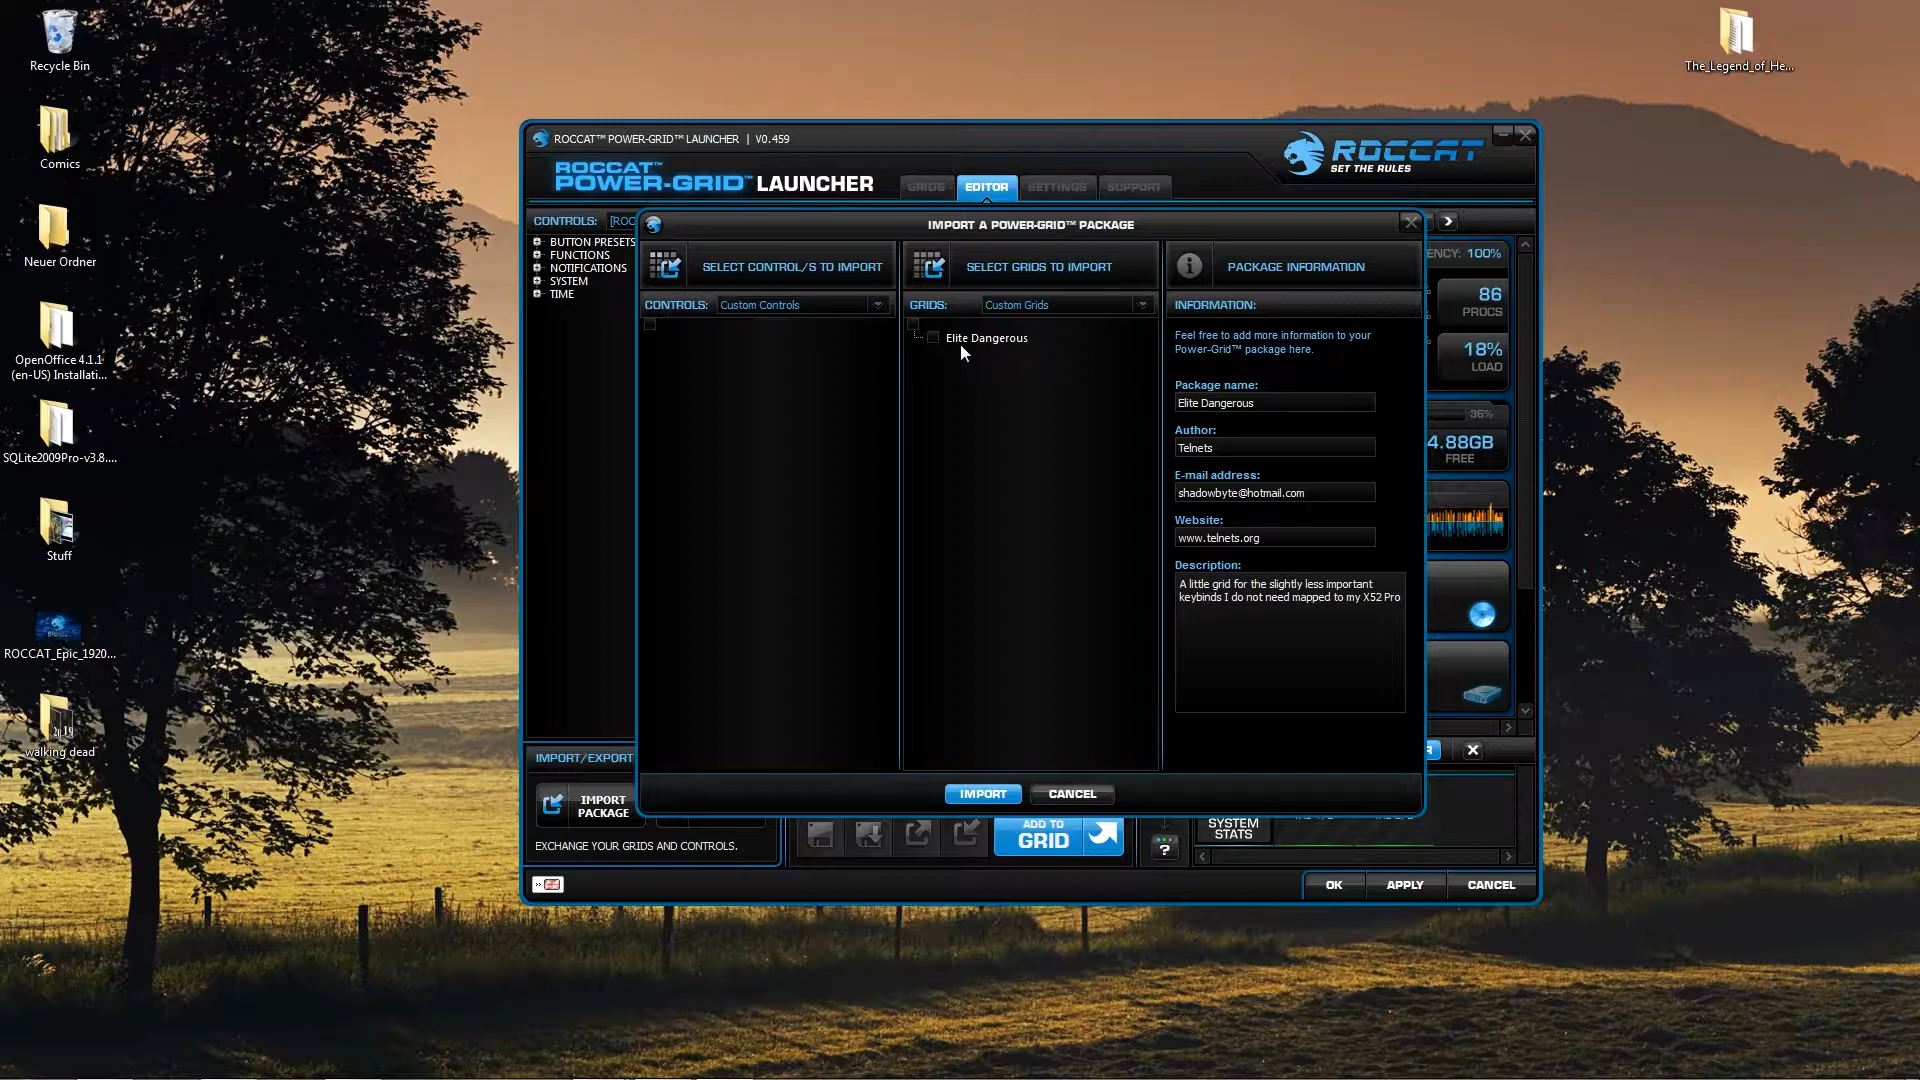 Recycle Bin
Comics
Neuer Ordner
OpenOffice 4.1.1
(en-US) Installati...
SQLite2009Pro-v3.8....
Stuff
ROCCAT_Epic_1920...
walking dead
The_Legend_of_He...
ROCCAT™ POWER-GRID™ LAUNCHER | V0.459
ROCCAT™
POWER-GRID™ LAUNCHER
GRIDS
EDITOR
SETTINGS
SUPPORT
ROCCAT
SET THE RULES
CONTROLS: [ROC
BUTTON PRESETS
FUNCTIONS
NOTIFICATIONS
SYSTEM
TIME
IMPORT A POWER-GRID™ PACKAGE
SELECT CONTROL/S TO IMPORT
CONTROLS: Custom Controls
SELECT GRIDS TO IMPORT
GRIDS: Custom Grids
Elite Dangerous
PACKAGE INFORMATION
INFORMATION:
Feel free to add more information to your
Power-Grid™ package here.
Package name:
Elite Dangerous
Author:
Telnets
E-mail address:
shadowbyte@hotmail.com
Website:
www.telnets.org
Description:
A little grid for the slightly less important
keybinds I do not need mapped to my X52 Pro
IMPORT
CANCEL
ENCY: 100%
86
PROCS
18%
LOAD
36%
4.88GB
FREE
R
IMPORT/EXPORT
IMPORT
PACKAGE
EXCHANGE YOUR GRIDS AND CONTROLS.
ADD TO
GRID
?
SYSTEM
STATS
OK
APPLY
CANCEL